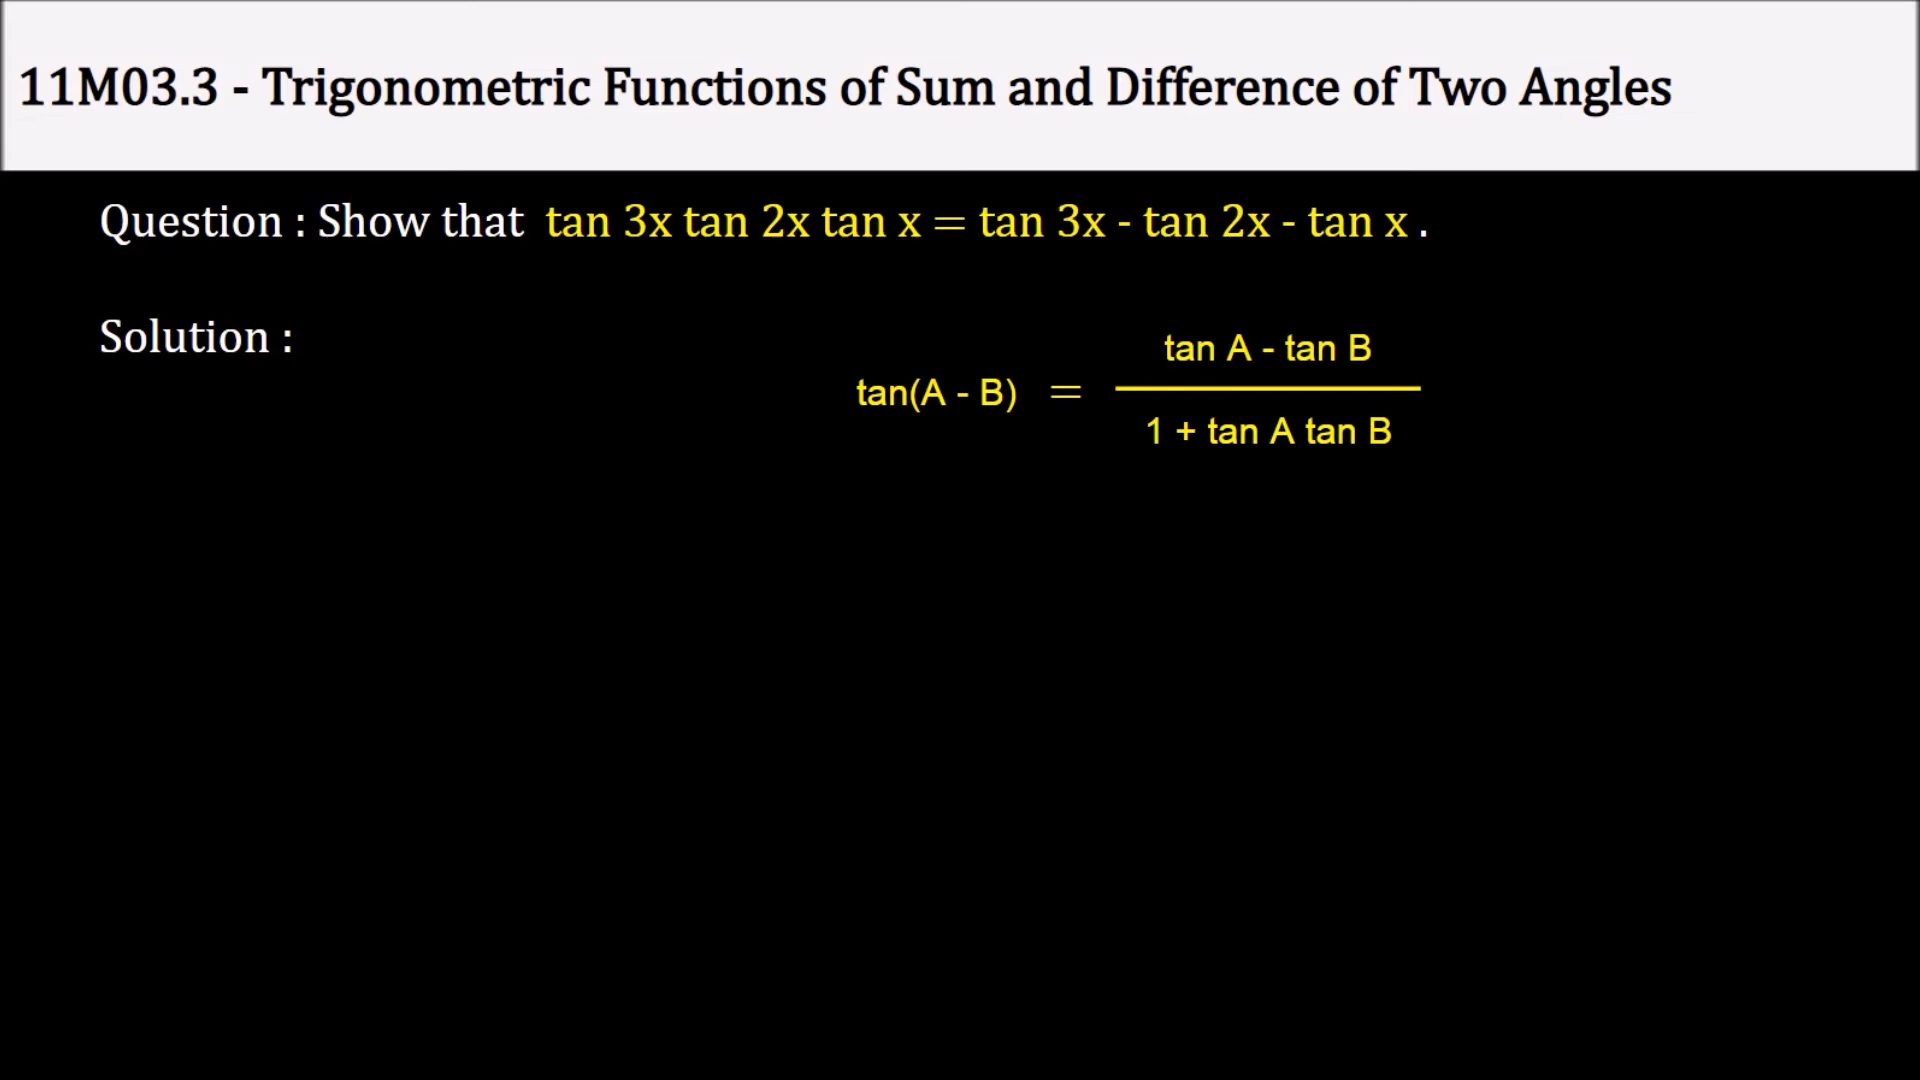 11M03.3 - Trigonometric Functions of Sum and Difference of Two Angles
Question : Show that tan 3x tan 2x tan x = tan 3x - tan 2x - tan x .
Solution :
tan A - tan B
tan(A - B) =
1 + tan A tan B